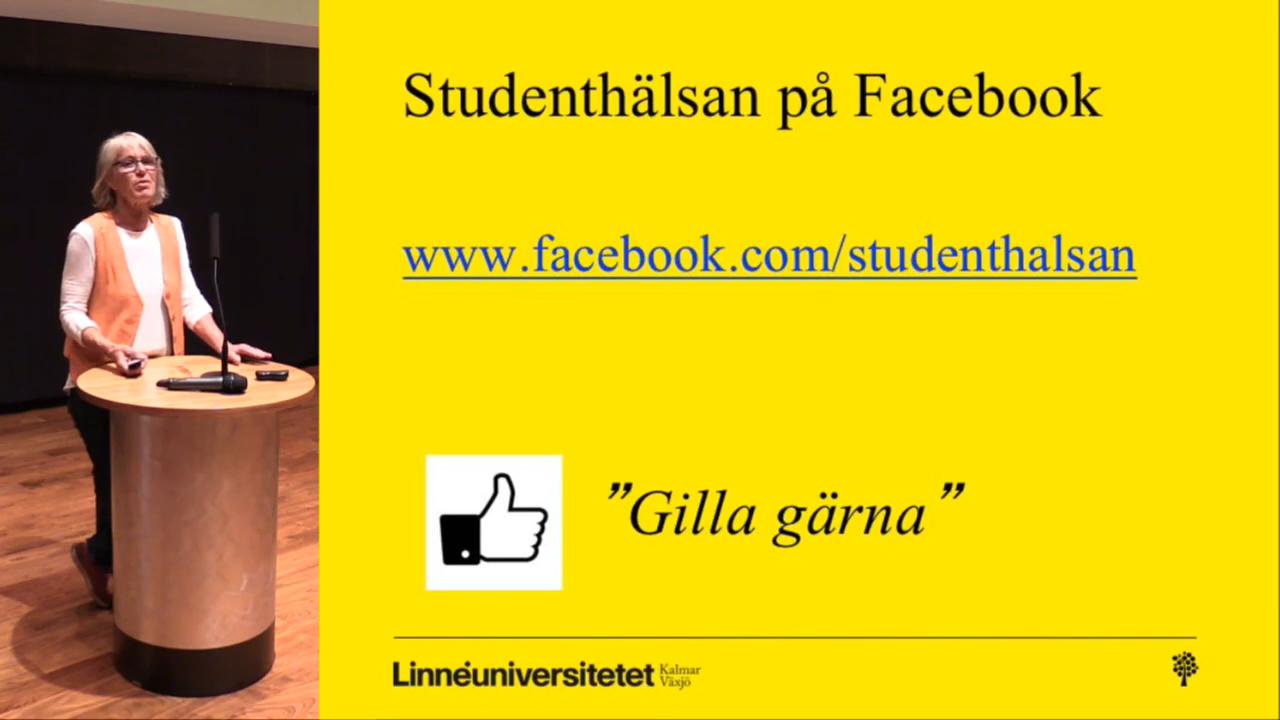 Studenthälsan på Facebook
www.facebook.com/studenthalsan
”Gilla gärna”
Linnéuniversitetet
Kalmar
Växjö